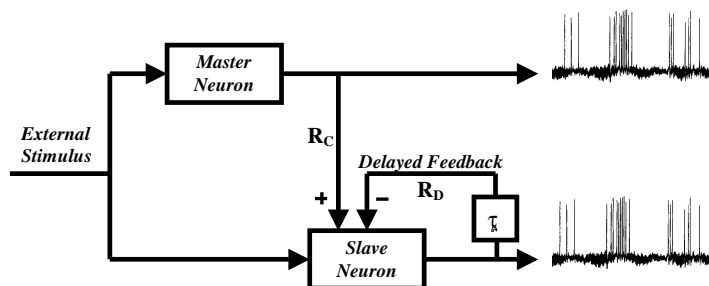 Master
Neuron
External
Stimulus
R_C
Delayed Feedback
R_D
+
−
τ
Slave
Neuron